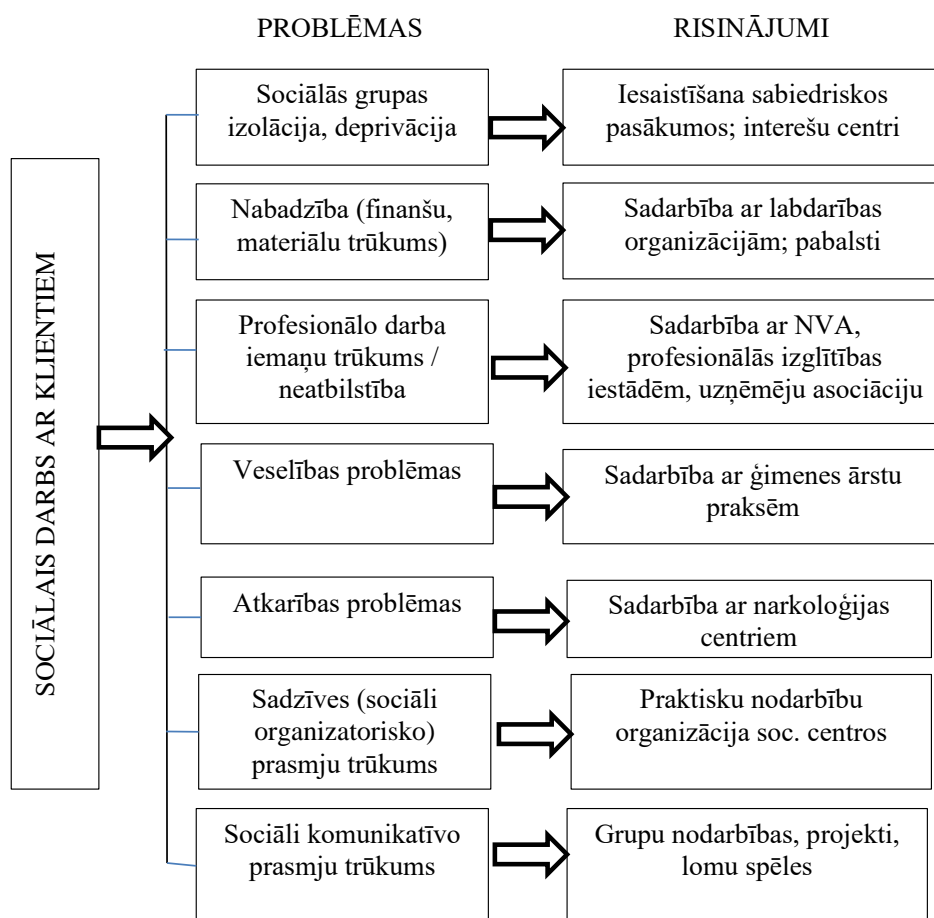 PROBLĒMAS
RISINĀJUMI
SOCIĀLAIS DARBS AR KLIENTIEM
Sociālās grupas
izolācija, deprivācija
Iesaistīšana sabiedriskos
pasākumos; interešu centri
Nabadzība (finanšu,
materiālu trūkums)
Sadarbība ar labdarības
organizācijām; pabalsti
Profesionālo darba
iemaņu trūkums /
neatbilstība
Sadarbība ar NVA,
profesionālās izglītības
iestādēm, uzņēmēju asociāciju
Veselības problēmas
Sadarbība ar ģimenes ārstu
praksēm
Atkarības problēmas
Sadarbība ar narkoloģijas
centriem
Sadzīves (sociāli
organizatorisko)
prasmju trūkums
Praktisku nodarbību
organizācija soc. centros
Sociāli komunikatīvo
prasmju trūkums
Grupu nodarbības, projekti,
lomu spēles